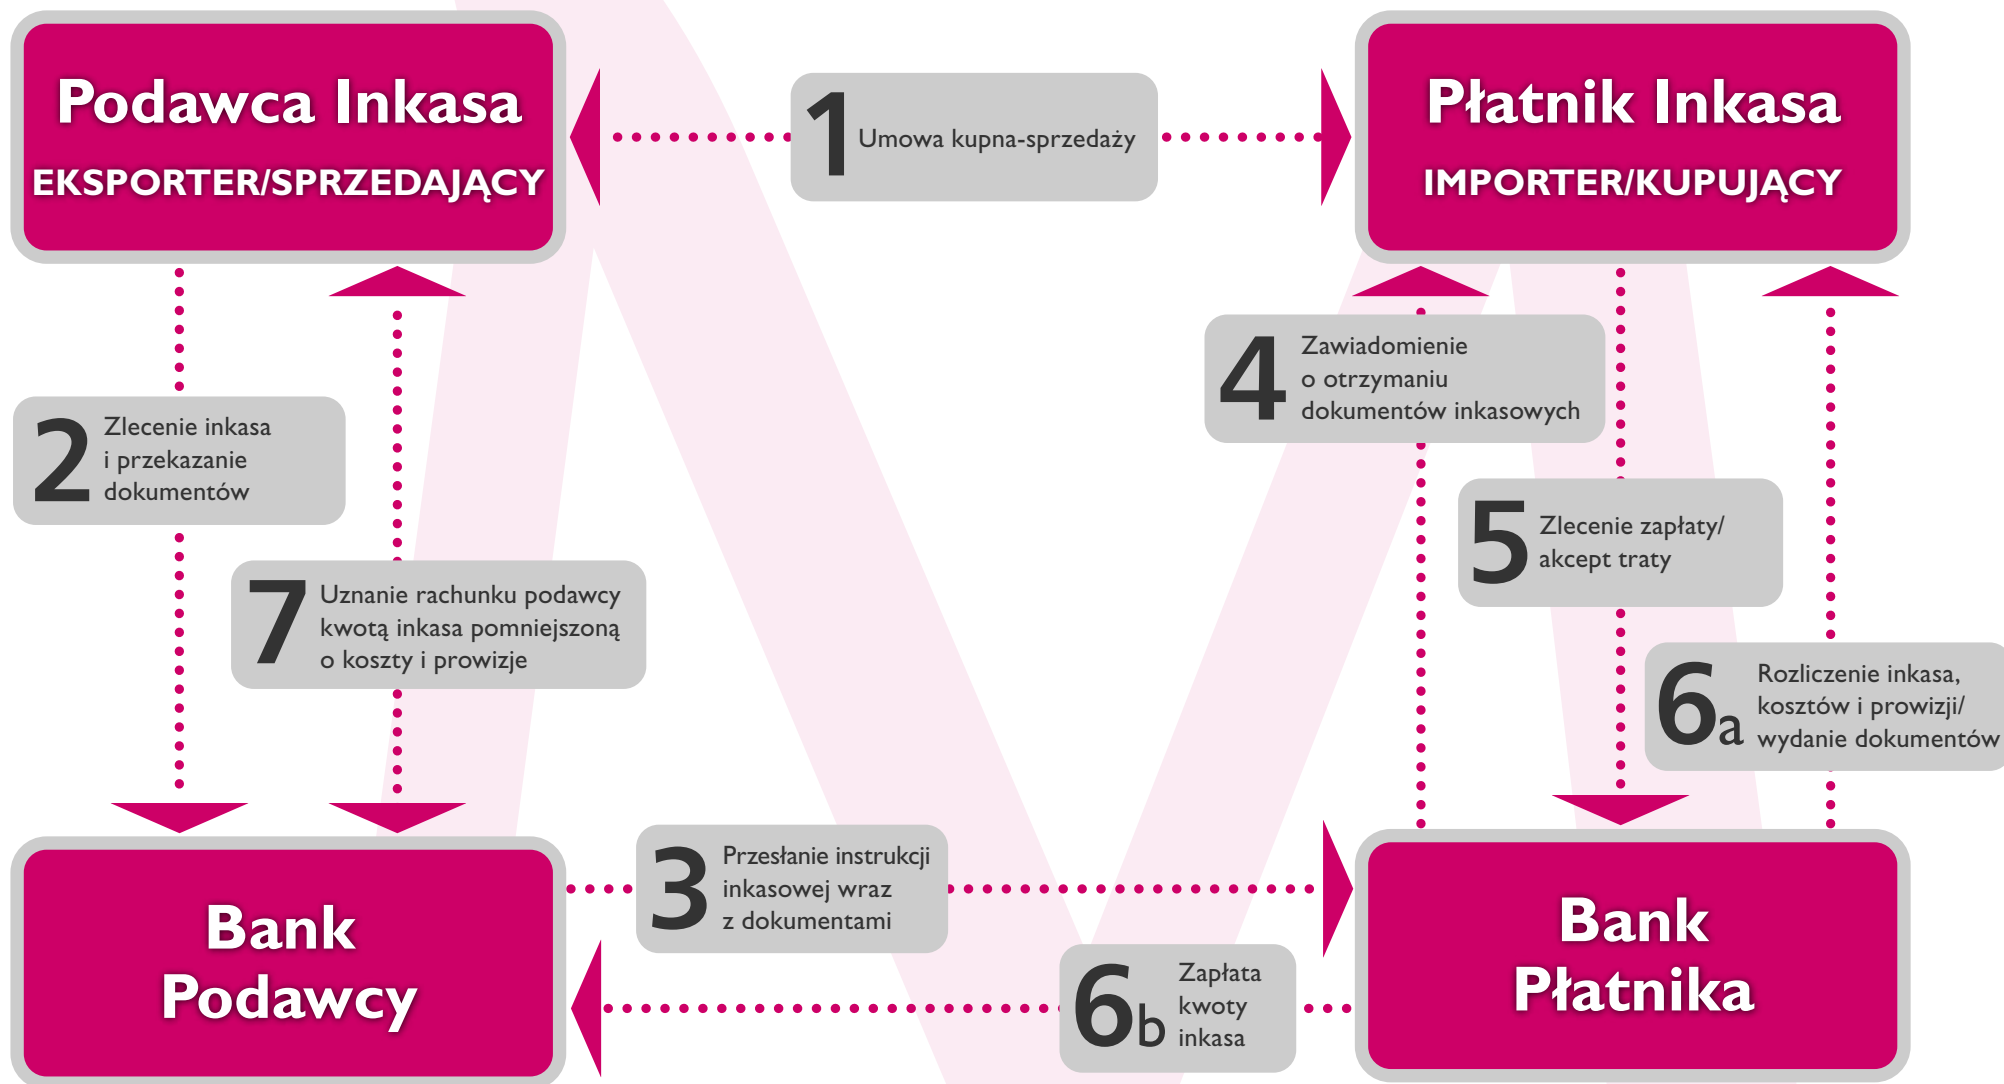 Podawca Inkasa
EKSPORTER/SPRZEDAJĄCY
1 Umowa kupna-sprzedaży
Płatnik Inkasa
IMPORTER/KUPUJĄCY
2 Zlecenie inkasa
i przekazanie
dokumentów
7 Uznanie rachunku podawcy
kwotą inkasa pomniejszoną
o koszty i prowizje
4 Zawiadomienie
o otrzymaniu
dokumentów inkasowych
5 Zlecenie zapłaty/
akcept traty
6a Rozliczenie inkasa,
kosztów i prowizji/
wydanie dokumentów
3 Przesłanie instrukcji
inkasowej wraz
z dokumentami
6b Zapłata
kwoty
inkasa
Bank
Podawcy
Bank
Płatnika